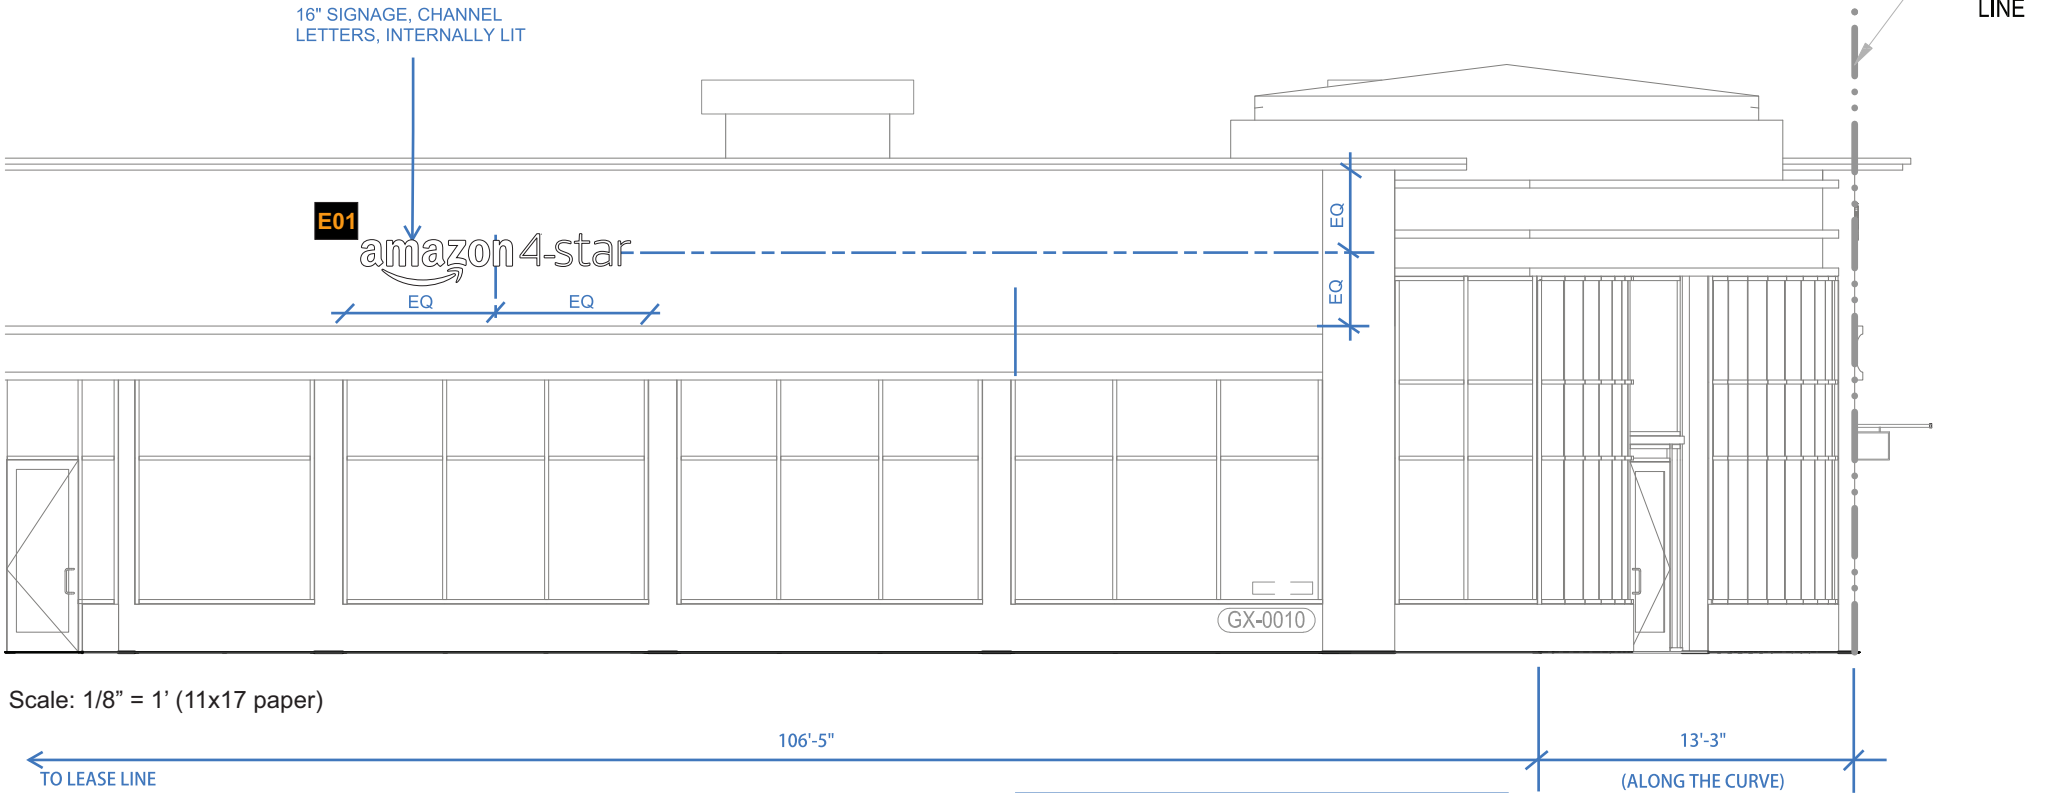 16" SIGNAGE, CHANNEL
LETTERS, INTERNALLY LIT
LINE
E01
amazon 4-star
EQ
EQ
EQ
EQ
GX-0010
Scale: 1/8” = 1’ (11x17 paper)
106'-5"
13'-3"
TO LEASE LINE
(ALONG THE CURVE)